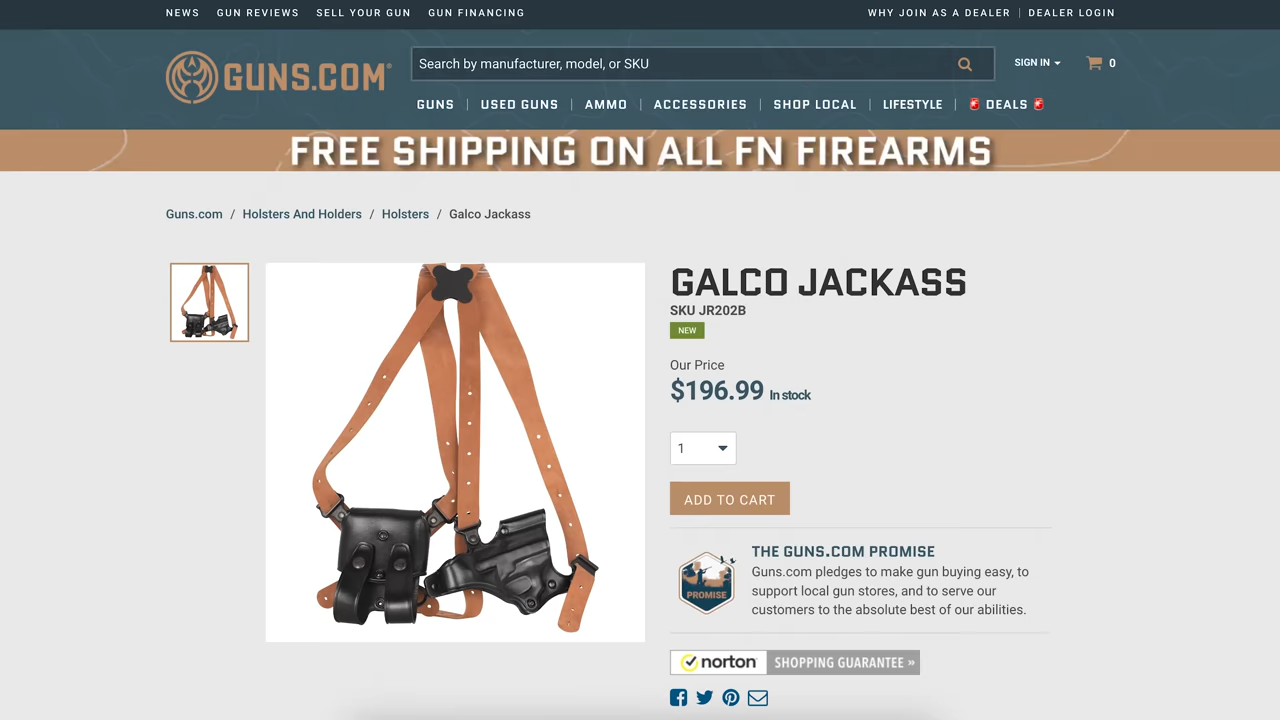 NEWS GUN REVIEWS SELL YOUR GUN GUN FINANCING WHY JOIN AS A DEALER | DEALER LOGIN
GUNS.COM®
Search by manufacturer, model, or SKU
SIGN IN
0
GUNS | USED GUNS | AMMO | ACCESSORIES | SHOP LOCAL | LIFESTYLE | 🚨 DEALS 🚨
FREE SHIPPING ON ALL FN FIREARMS
Guns.com / Holsters And Holders / Holsters / Galco Jackass
GALCO JACKASS
SKU JR202B
NEW
Our Price
$196.99 In stock
1
ADD TO CART
PROMISE
THE GUNS.COM PROMISE
Guns.com pledges to make gun buying easy, to
support local gun stores, and to serve our
customers to the absolute best of our abilities.
norton SHOPPING GUARANTEE »